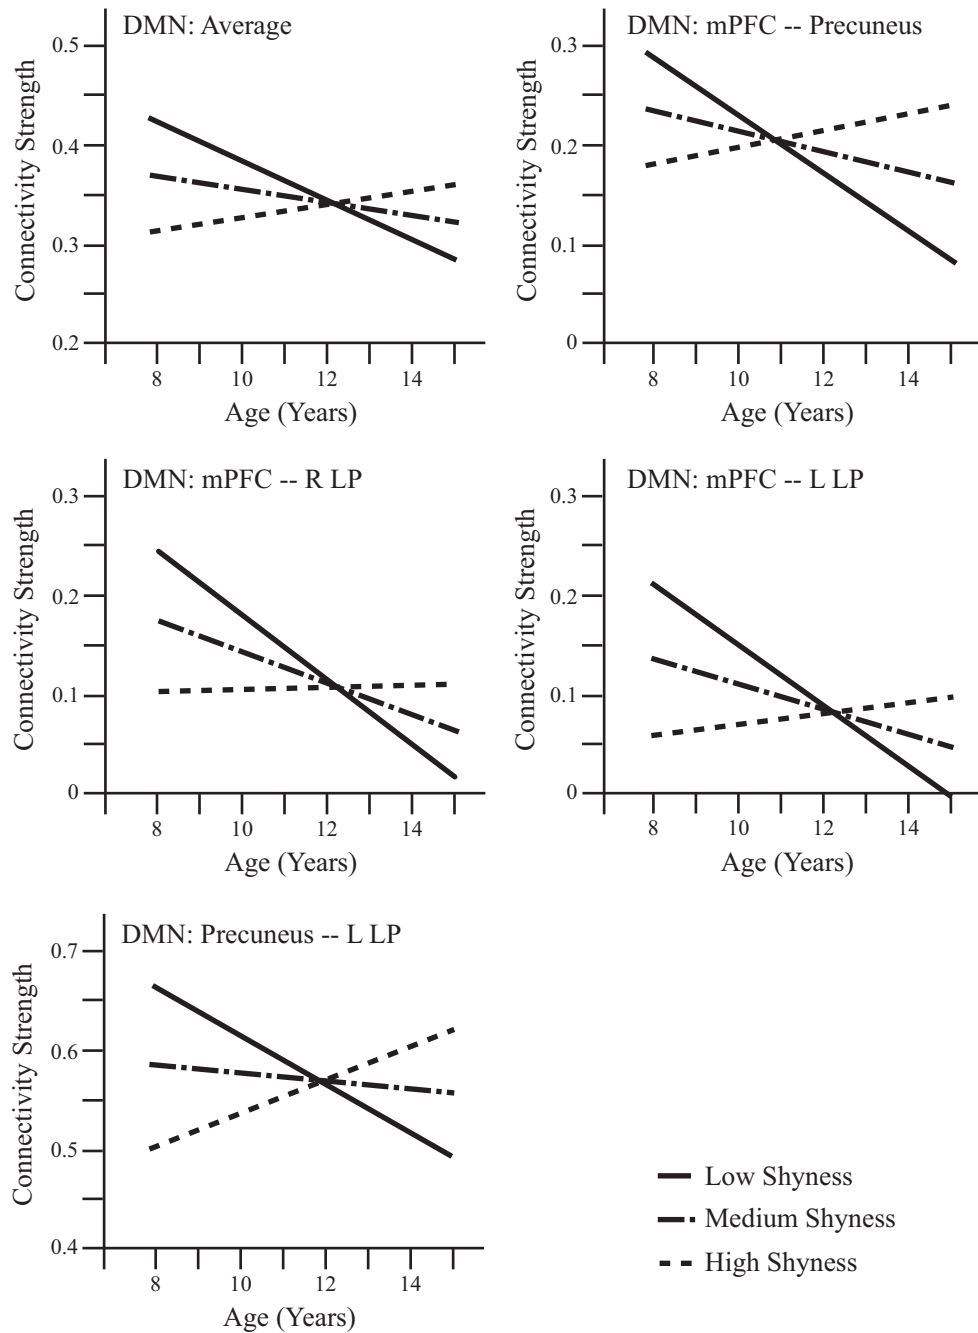 DMN: Average
0.5
0.4
0.3
0.2
Connectivity Strength
8 10 12 14
Age (Years)
DMN: mPFC -- Precuneus
0.3
0.2
0.1
0
Connectivity Strength
8 10 12 14
Age (Years)
DMN: mPFC -- R LP
0.3
0.2
0.1
0
Connectivity Strength
8 10 12 14
Age (Years)
DMN: mPFC -- L LP
0.3
0.2
0.1
0
Connectivity Strength
8 10 12 14
Age (Years)
DMN: Precuneus -- L LP
0.7
0.6
0.5
0.4
Connectivity Strength
8 10 12 14
Age (Years)
Low Shyness
Medium Shyness
High Shyness